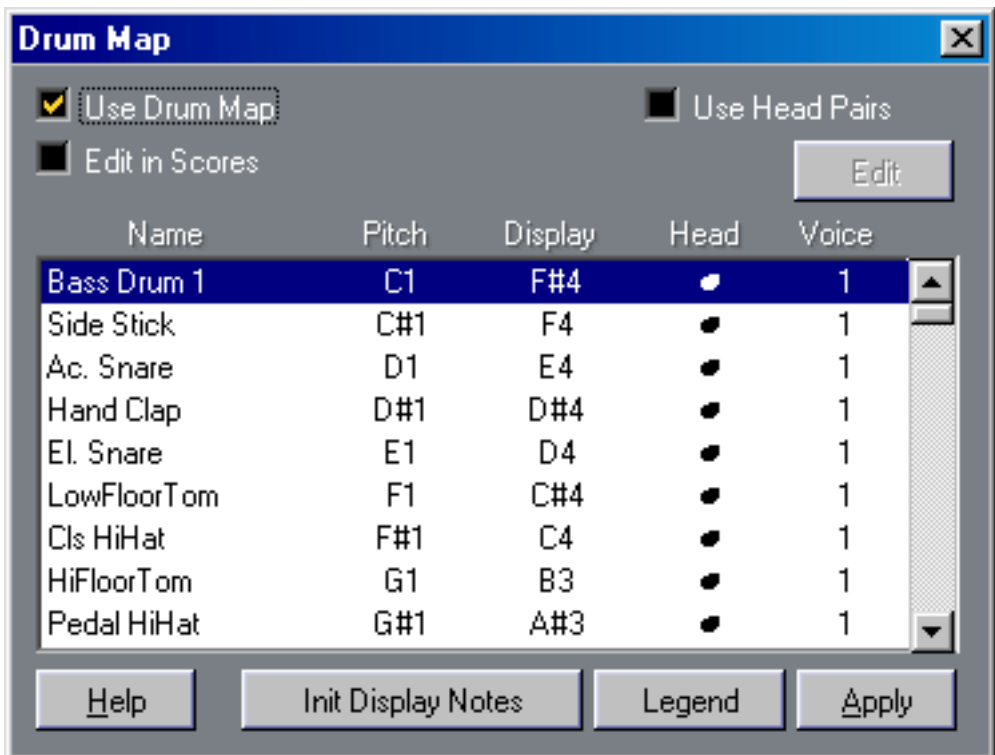 Drum Map
Use Drum Map Use Head Pairs
Edit in Scores
Edit
Name Pitch Display Head Voice
Bass Drum 1 C1 F#4 1
Side Stick C#1 F4 1
Ac. Snare D1 E4 1
Hand Clap D#1 D#4 1
El. Snare E1 D4 1
LowFloorTom F1 C#4 1
Cls HiHat F#1 C4 1
HiFloorTom G1 B3 1
Pedal HiHat G#1 A#3 1
Help Init Display Notes Legend Apply